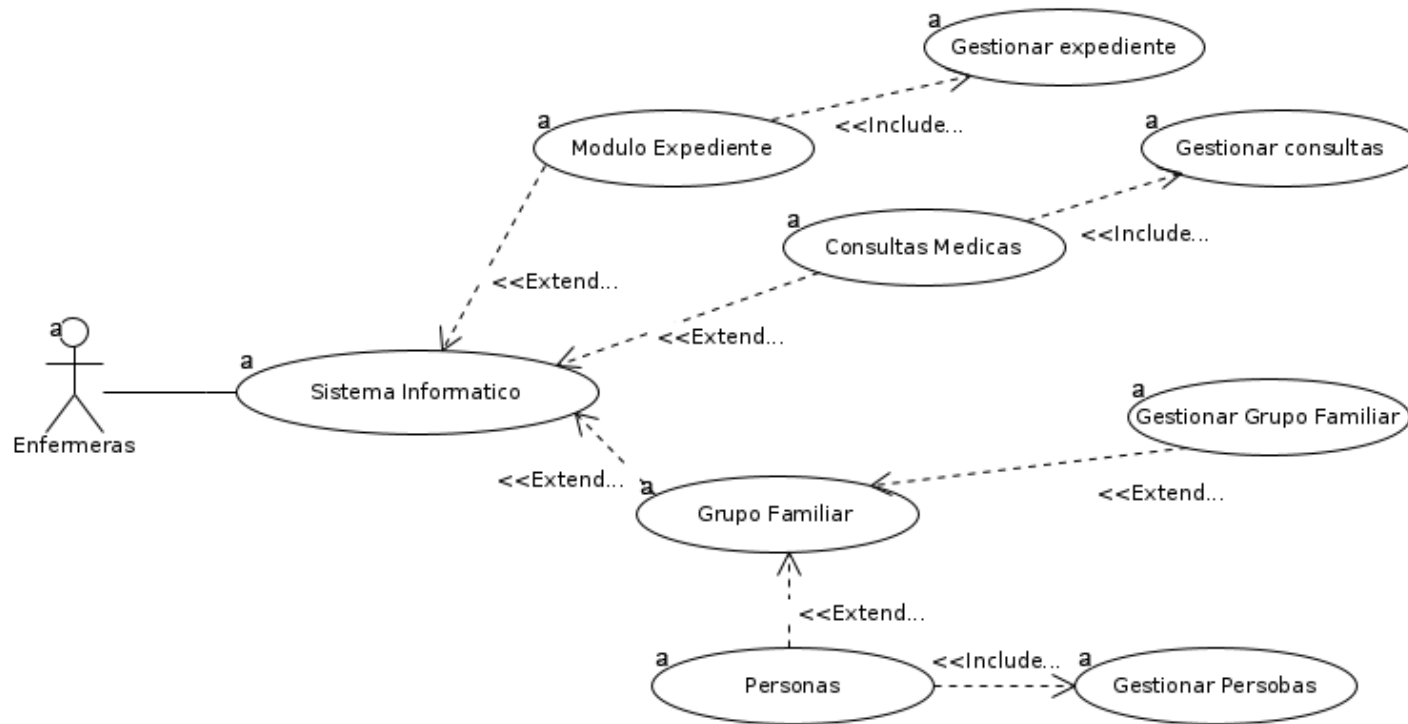 a
Gestionar expediente
a
Modulo Expediente
<<Include...
a
Gestionar consultas
a
Consultas Medicas
<<Include...
<<Extend...
<<Extend...
a
Enfermeras
a
Sistema Informatico
a
Gestionar Grupo Familiar
<<Extend...
<<Extend...
a
Grupo Familiar
<<Extend...
a
Personas
<<Include...
a
Gestionar Persobas